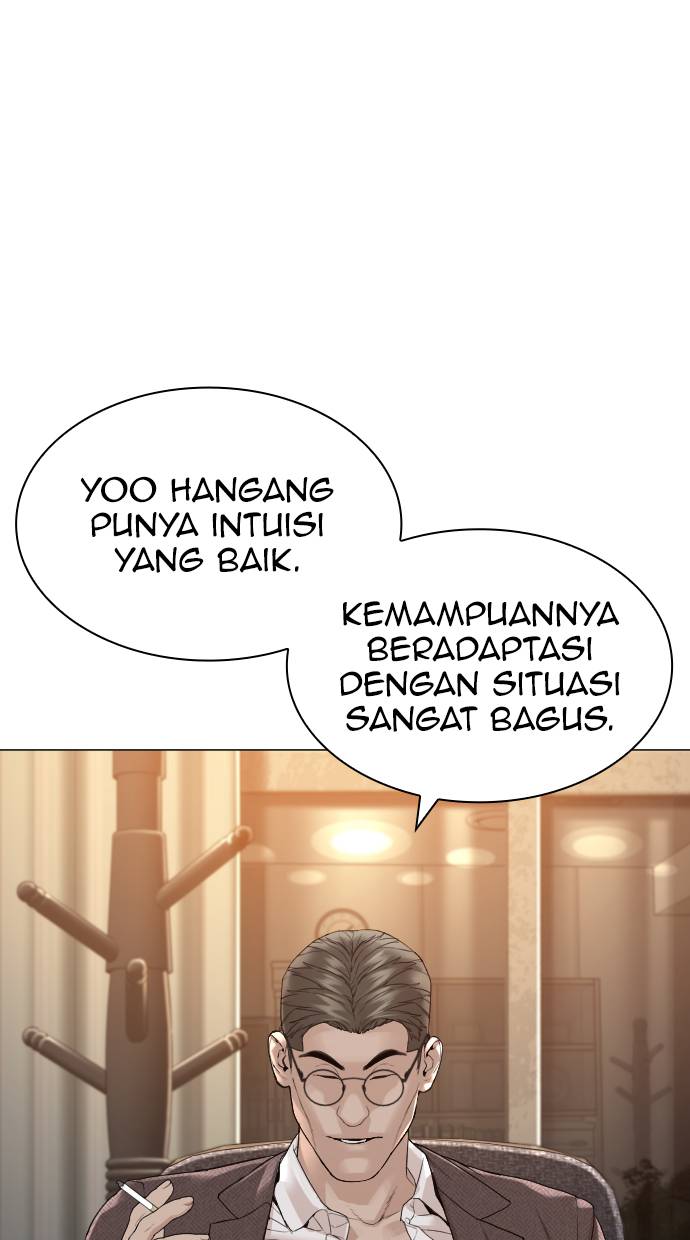 YOO HANGANG
PUNYA INTUISI
YANG BAIK.
KEMAMPUANNYA
BERADAPTASI
DENGAN SITUASI
SANGAT BAGUS.